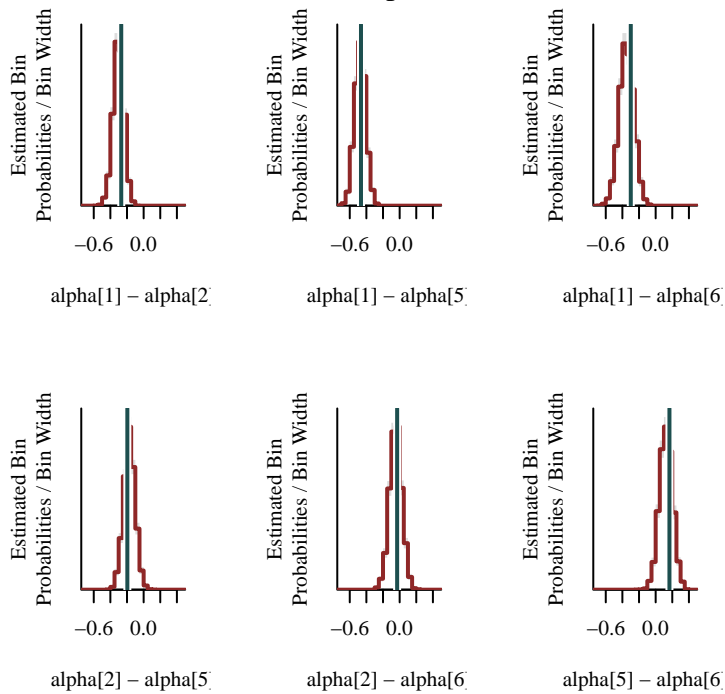 Estimated Bin
Probabilities / Bin Width
−0.6 0.0
alpha[1] − alpha[2]
Estimated Bin
Probabilities / Bin Width
−0.6 0.0
alpha[1] − alpha[5]
Estimated Bin
Probabilities / Bin Width
−0.6 0.0
alpha[1] − alpha[6]
Estimated Bin
Probabilities / Bin Width
−0.6 0.0
alpha[2] − alpha[5]
Estimated Bin
Probabilities / Bin Width
−0.6 0.0
alpha[2] − alpha[6]
Estimated Bin
Probabilities / Bin Width
−0.6 0.0
alpha[5] − alpha[6]